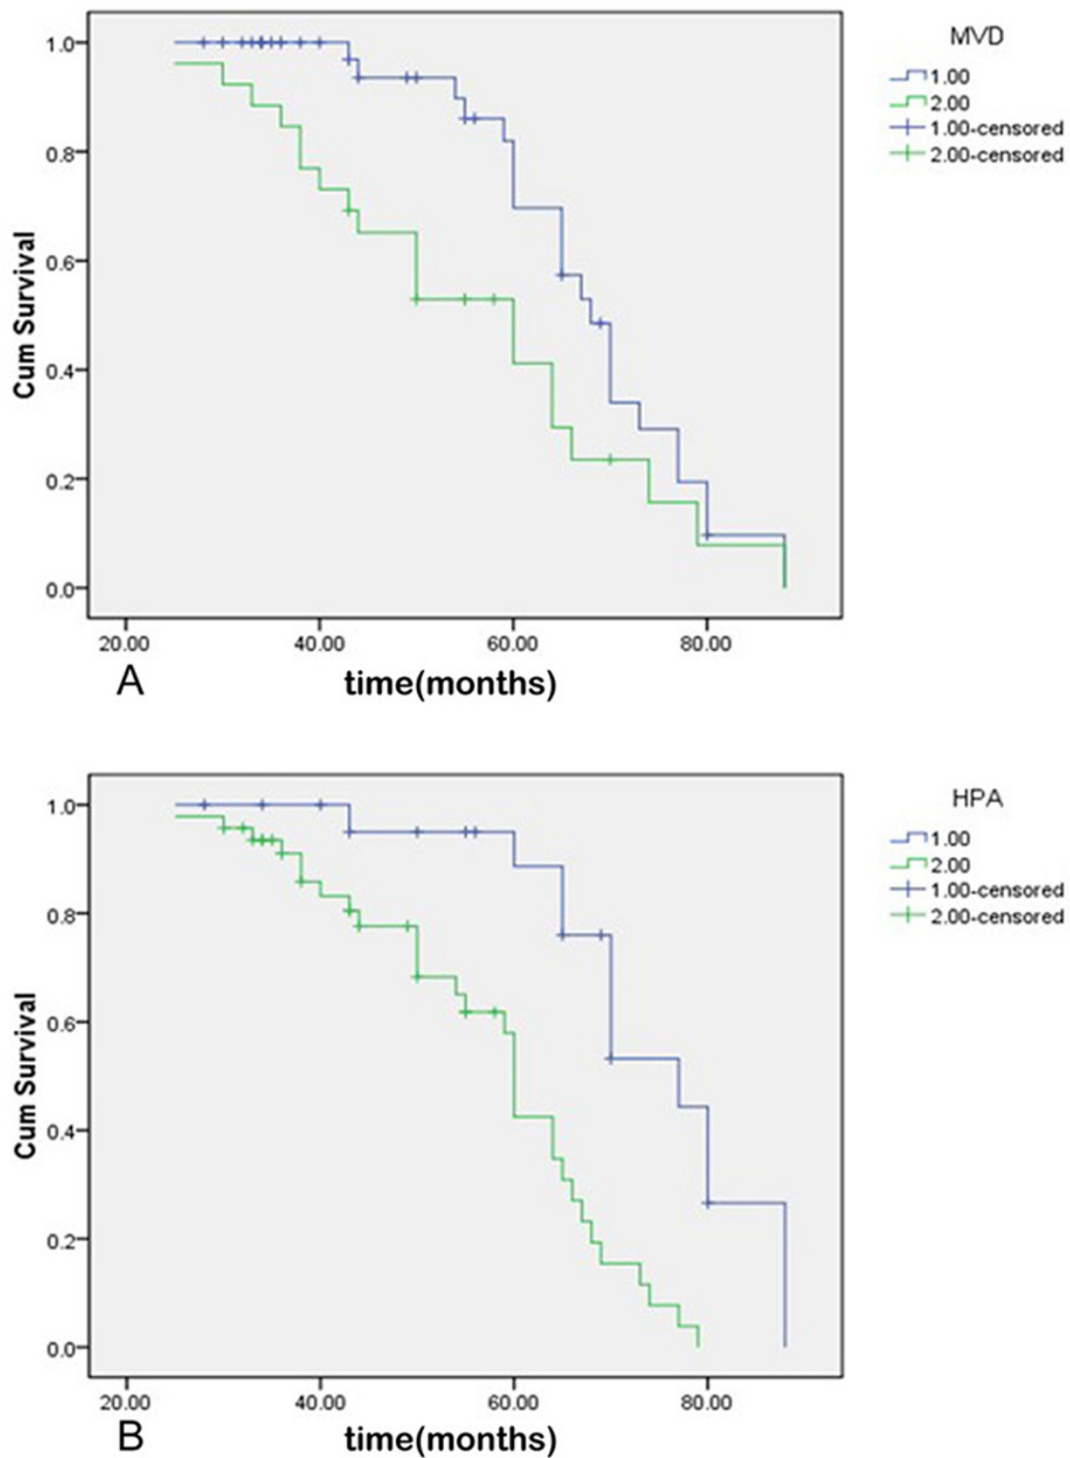 MVD
1.00
2.00
1.00-censored
2.00-censored
Cum Survival
1.0
0.8
0.6
0.4
0.2
0.0
20.00 40.00 60.00 80.00
A time(months)
HPA
1.00
2.00
1.00-censored
2.00-censored
Cum Survival
1.0
0.8
0.6
0.4
0.2
0.0
20.00 40.00 60.00 80.00
B time(months)